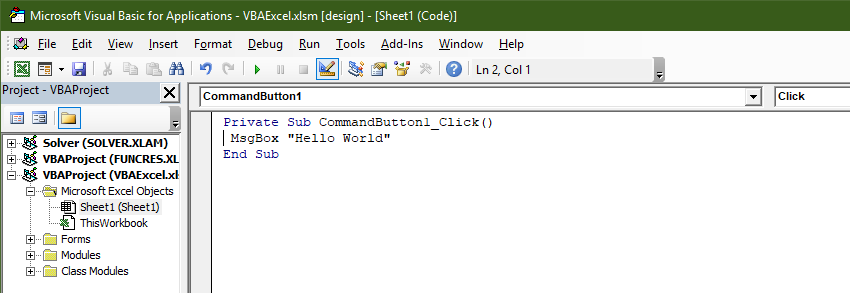 Microsoft Visual Basic for Applications - VBAExcel.xlsm [design] - [Sheet1 (Code)]
File Edit View Insert Format Debug Run Tools Add-Ins Window Help
Ln 2, Col 1
Project - VBAProject
CommandButton1 Click
Private Sub CommandButton1_Click()
MsgBox "Hello World"
End Sub
Solver (SOLVER.XLAM)
VBAProject (FUNCRES.XL
VBAProject (VBAExcel.xl
Microsoft Excel Objects
Sheet1 (Sheet1)
ThisWorkbook
Forms
Modules
Class Modules